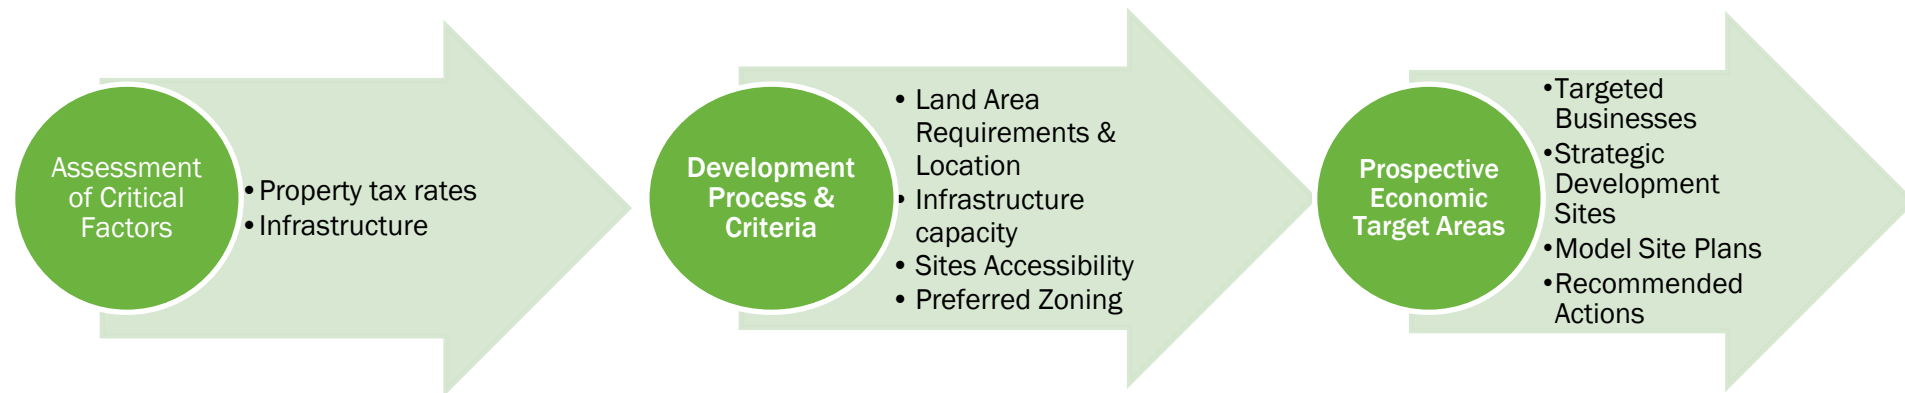 Assessment
of Critical
Factors
•Property tax rates
•Infrastructure
Development
Process &
Criteria
• Land Area
Requirements &
Location
• Infrastructure
capacity
• Sites Accessibility
• Preferred Zoning
Prospective
Economic
Target Areas
•Targeted
Businesses
•Strategic
Development
Sites
•Model Site Plans
•Recommended
Actions